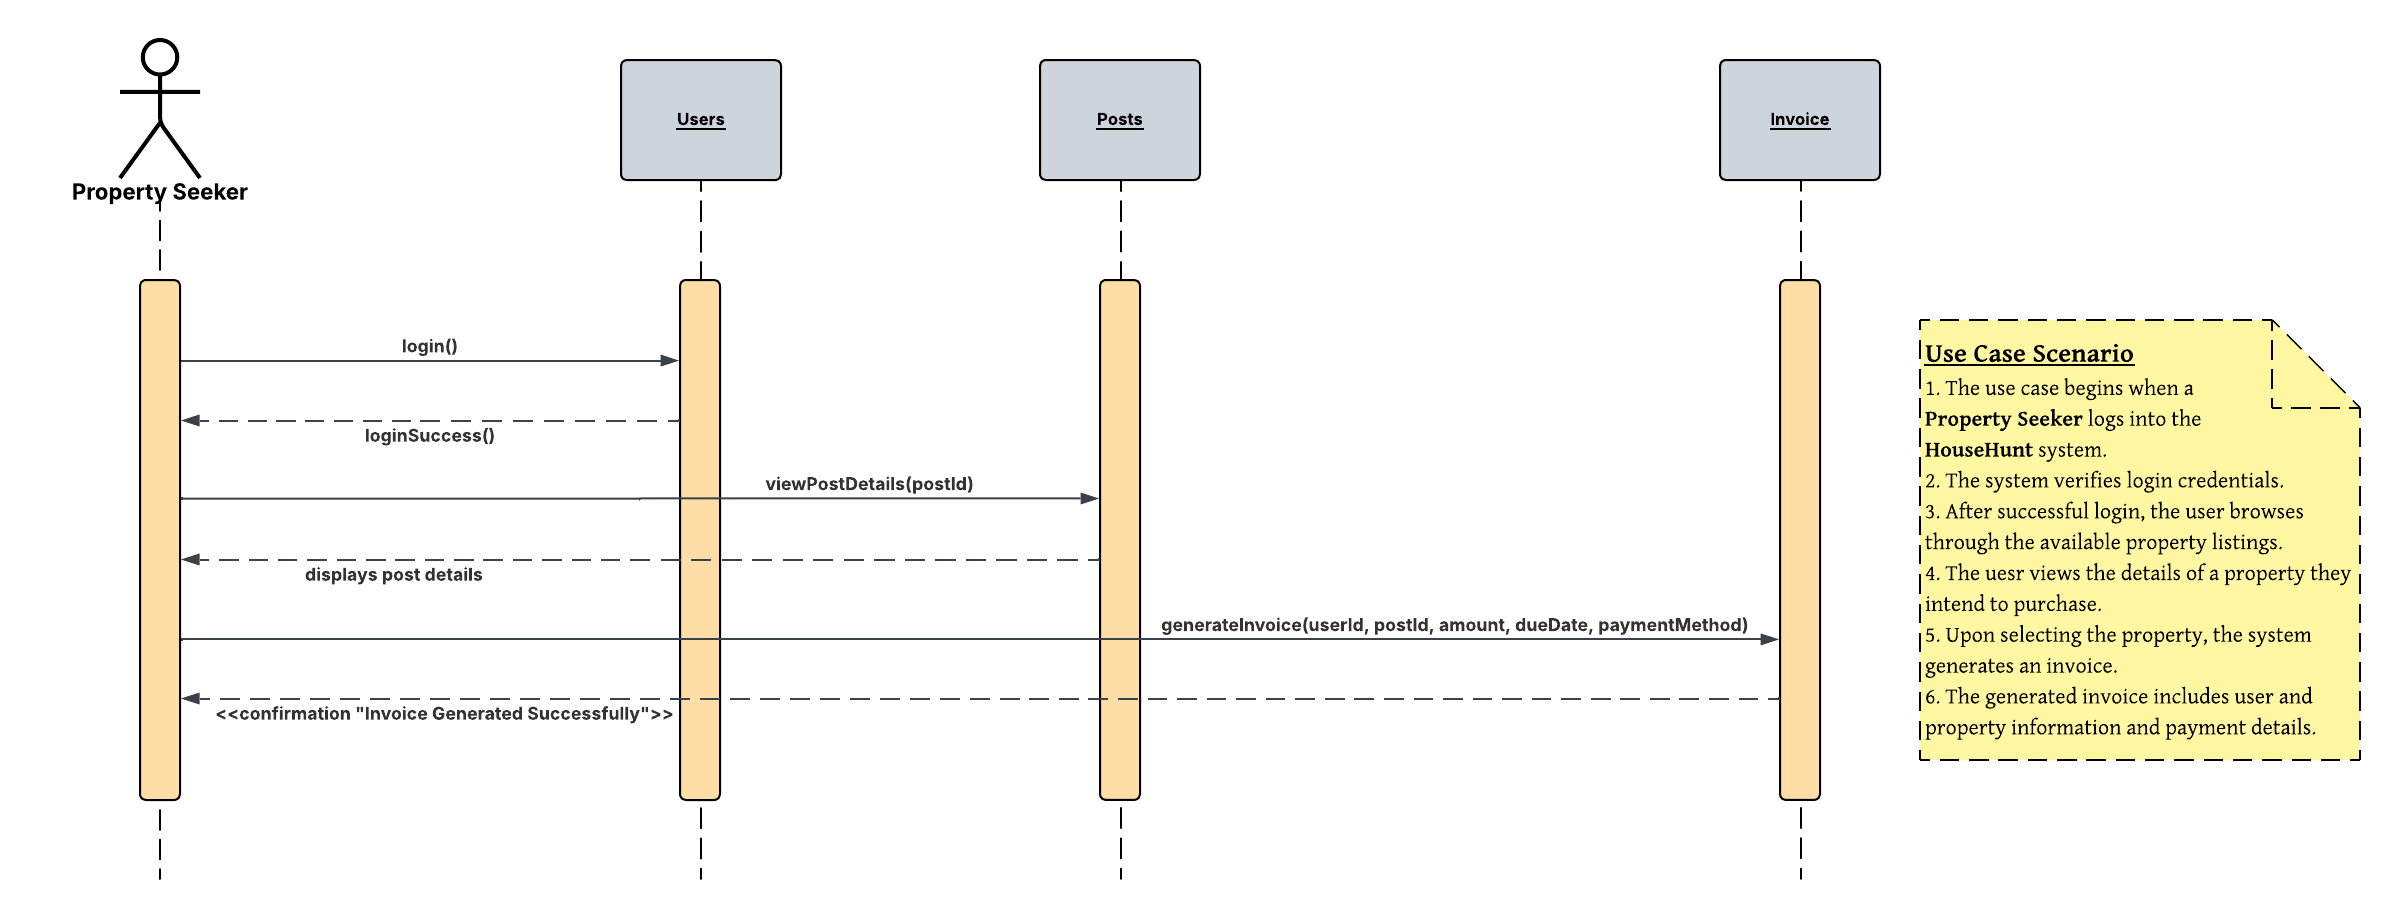 Property Seeker
Users
Posts
Invoice
login()
loginSuccess()
viewPostDetails(postId)
displays post details
generateInvoice(userId, postId, amount, dueDate, paymentMethod)
<<confirmation "Invoice Generated Successfully">>
Use Case Scenario
1. The use case begins when a
Property Seeker logs into the
HouseHunt system.
2. The system verifies login credentials.
3. After successful login, the user browses
through the available property listings.
4. The uesr views the details of a property they
intend to purchase.
5. Upon selecting the property, the system
generates an invoice.
6. The generated invoice includes user and
property information and payment details.